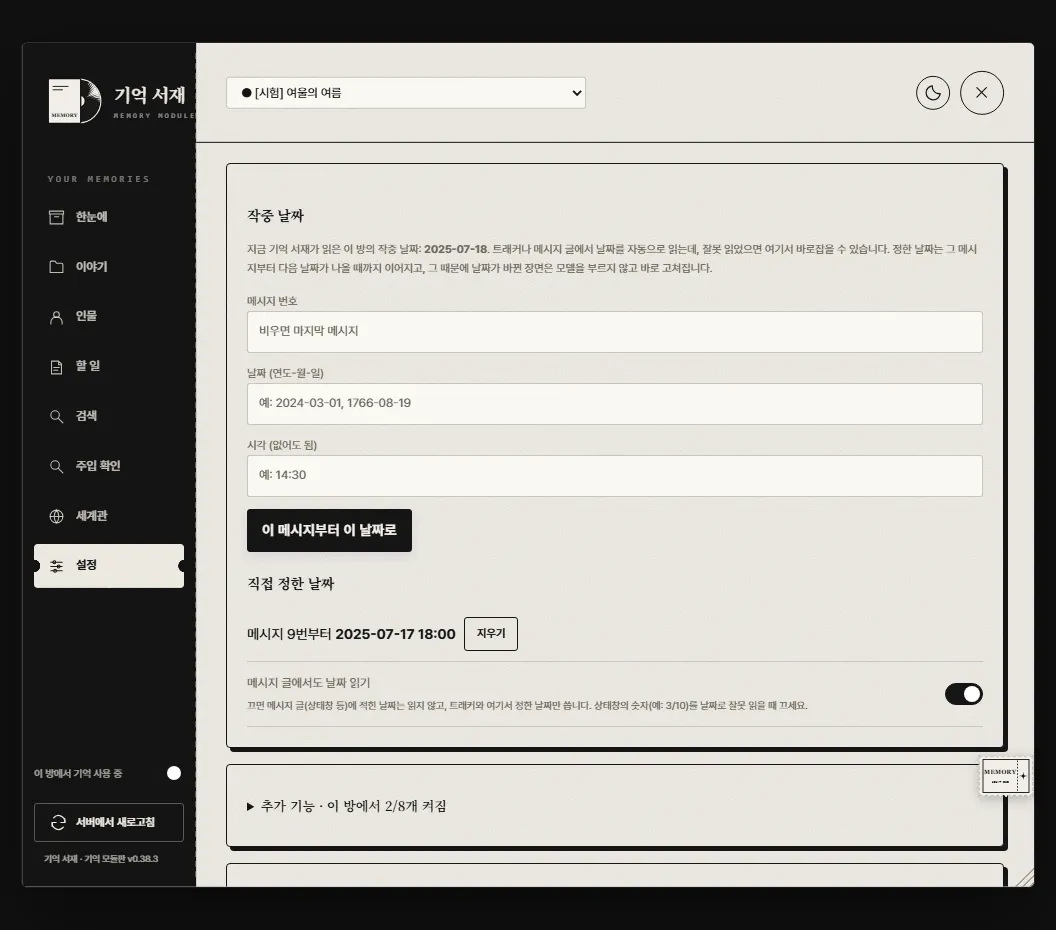 기억 서재
MEMORY MODULE
MEMORY
YOUR MEMORIES
한눈에
이야기
인물
할 일
검색
주입 확인
세계관
설정
이 방에서 기억 사용 중
서버에서 새로고침
기억 서재 · 기억 모듈판 v0.38.3
● [시험] 여울의 여름
작중 날짜
지금 기억 서재가 읽은 이 방의 작중 날짜: 2025-07-18. 트래커나 메시지 글에서 날짜를 자동으로 읽는데, 잘못 읽었으면 여기서 바로잡을 수 있습니다. 정한 날짜는 그 메시
지부터 다음 날짜가 나올 때까지 이어지고, 그 때문에 날짜가 바뀐 장면은 모델을 부르지 않고 바로 고쳐집니다.
메시지 번호
비우면 마지막 메시지
날짜 (연도-월-일)
예: 2024-03-01, 1766-08-19
시각 (없어도 됨)
예: 14:30
이 메시지부터 이 날짜로
직접 정한 날짜
메시지 9번부터 2025-07-17 18:00 지우기
메시지 글에서도 날짜 읽기
끄면 메시지 글(상태창 등)에 적힌 날짜는 읽지 않고, 트래커와 여기서 정한 날짜만 씁니다. 상태창의 숫자(예: 3/10)를 날짜로 잘못 읽을 때 끄세요.
MEMORY
▶ 추가 기능 · 이 방에서 2/8개 켜짐